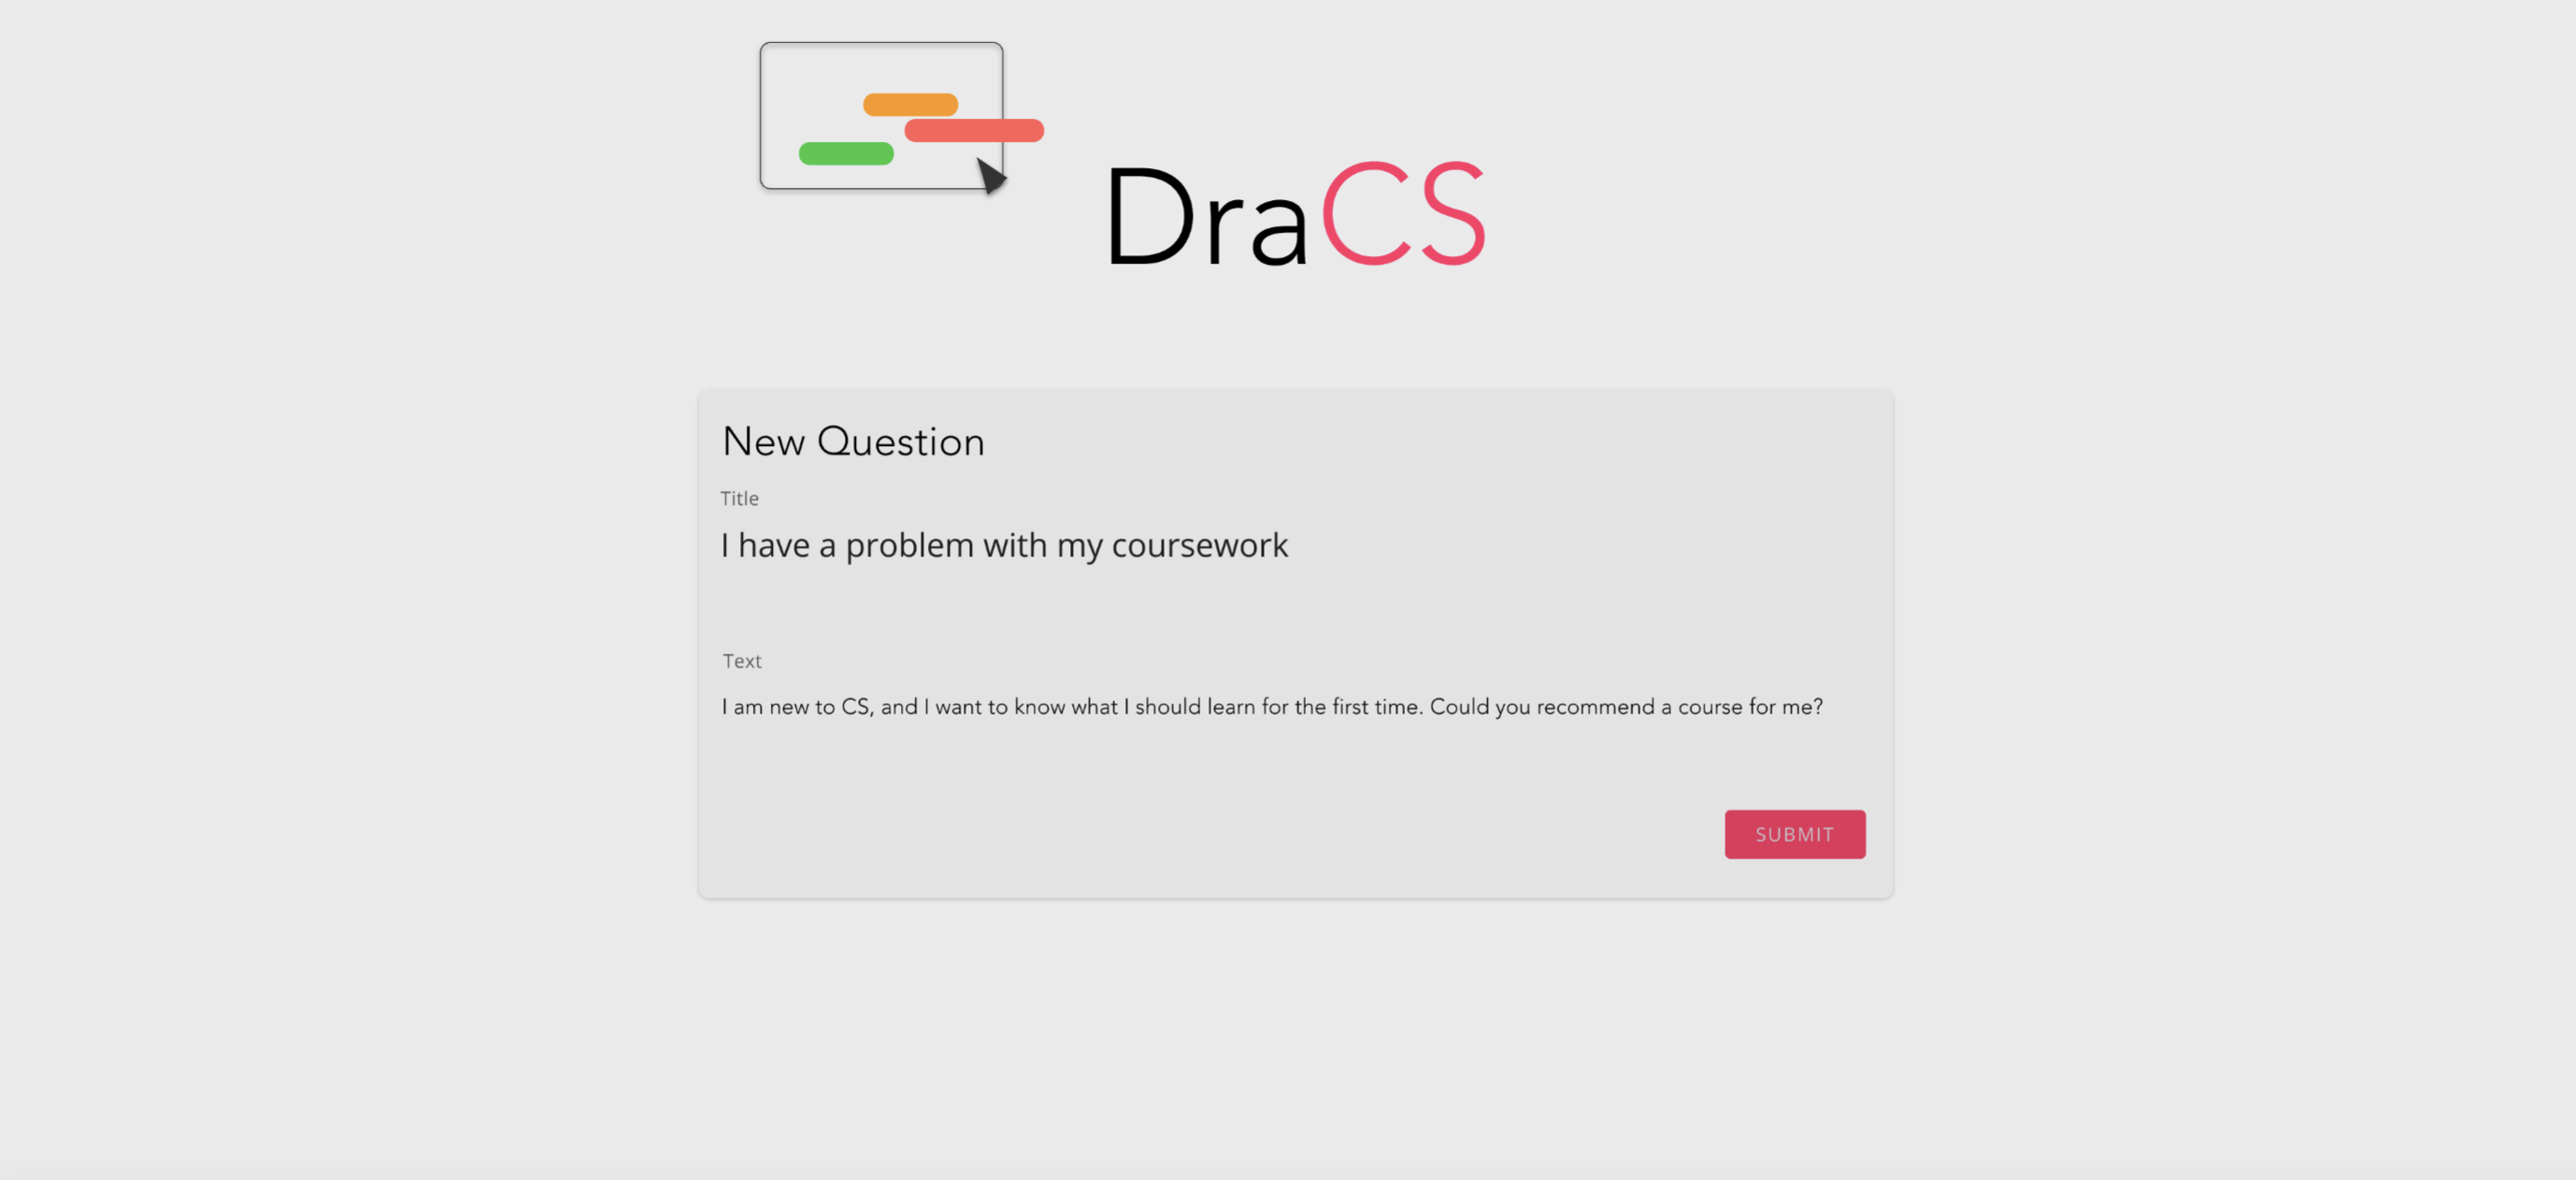 DraCS
New Question
Title
I have a problem with my coursework
Text
I am new to CS, and I want to know what I should learn for the first time. Could you recommend a course for me?
SUBMIT